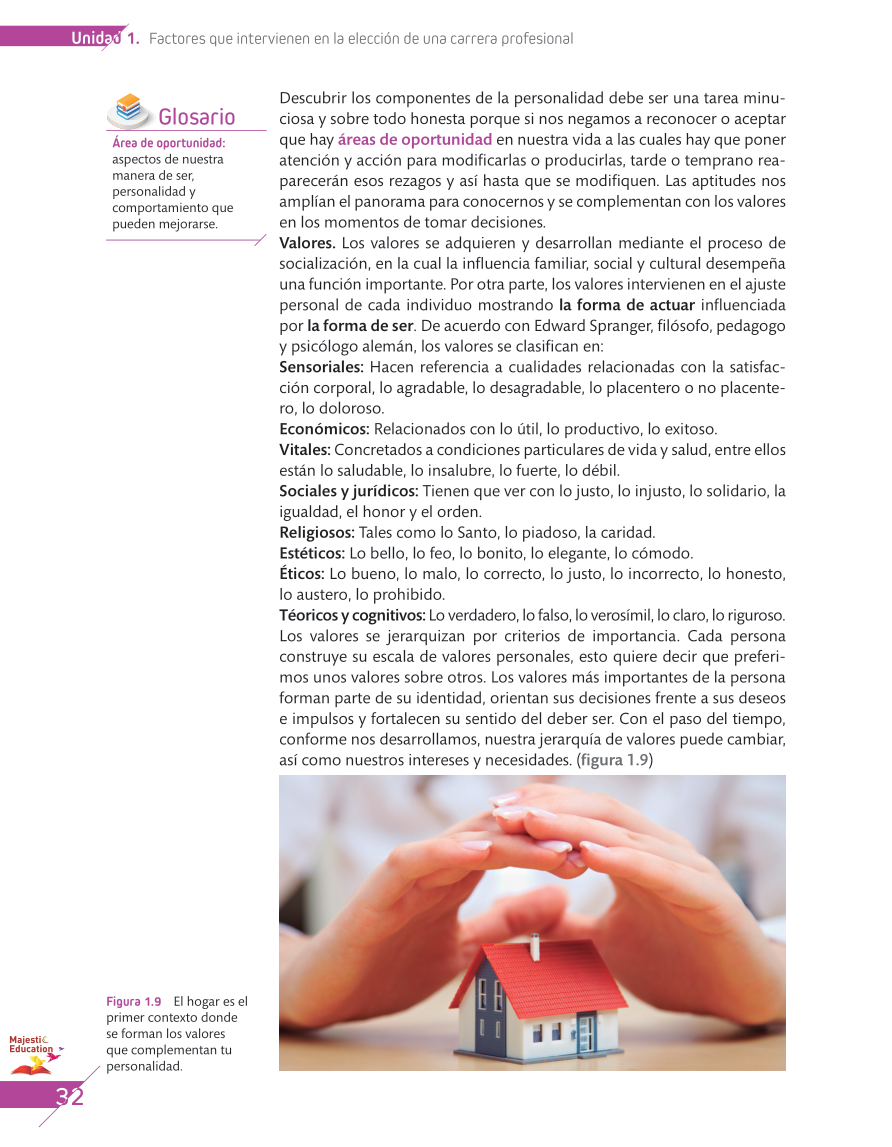 Unidad 1. Factores que intervienen en la elección de una carrera profesional
Glosario
Área de oportunidad:
aspectos de nuestra
manera de ser,
personalidad y
comportamiento que
pueden mejorarse.
Descubrir los componentes de la personalidad debe ser una tarea minu-
ciosa y sobre todo honesta porque si nos negamos a reconocer o aceptar
que hay áreas de oportunidad en nuestra vida a las cuales hay que poner
atención y acción para modificarlas o producirlas, tarde o temprano rea-
parecerán esos rezagos y así hasta que se modifiquen. Las aptitudes nos
amplían el panorama para conocernos y se complementan con los valores
en los momentos de tomar decisiones.
Valores. Los valores se adquieren y desarrollan mediante el proceso de
socialización, en la cual la influencia familiar, social y cultural desempeña
una función importante. Por otra parte, los valores intervienen en el ajuste
personal de cada individuo mostrando la forma de actuar influenciada
por la forma de ser. De acuerdo con Edward Spranger, filósofo, pedagogo
y psicólogo alemán, los valores se clasifican en:
Sensoriales: Hacen referencia a cualidades relacionadas con la satisfac-
ción corporal, lo agradable, lo desagradable, lo placentero o no placente-
ro, lo doloroso.
Económicos: Relacionados con lo útil, lo productivo, lo exitoso.
Vitales: Concretados a condiciones particulares de vida y salud, entre ellos
están lo saludable, lo insalubre, lo fuerte, lo débil.
Sociales y jurídicos: Tienen que ver con lo justo, lo injusto, lo solidario, la
igualdad, el honor y el orden.
Religiosos: Tales como lo Santo, lo piadoso, la caridad.
Estéticos: Lo bello, lo feo, lo bonito, lo elegante, lo cómodo.
Éticos: Lo bueno, lo malo, lo correcto, lo justo, lo incorrecto, lo honesto,
lo austero, lo prohibido.
Téoricos y cognitivos: Lo verdadero, lo falso, lo verosímil, lo claro, lo riguroso.
Los valores se jerarquizan por criterios de importancia. Cada persona
construye su escala de valores personales, esto quiere decir que preferi-
mos unos valores sobre otros. Los valores más importantes de la persona
forman parte de su identidad, orientan sus decisiones frente a sus deseos
e impulsos y fortalecen su sentido del deber ser. Con el paso del tiempo,
conforme nos desarrollamos, nuestra jerarquía de valores puede cambiar,
así como nuestros intereses y necesidades. (figura 1.9)
Figura 1.9 El hogar es el
primer contexto donde
se forman los valores
que complementan tu
personalidad.
Majestic
Education
32